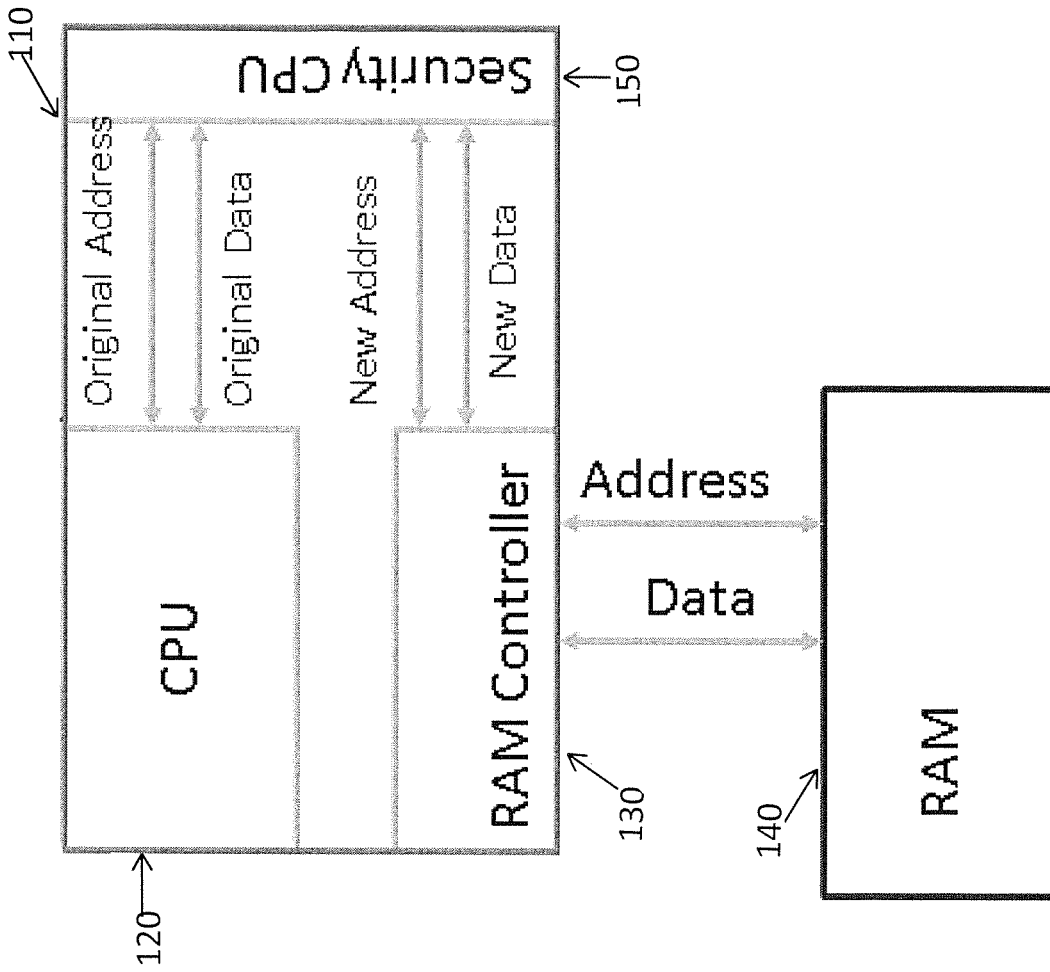 110
Security CPU
150
Original Address
Original Data
New Address
New Data
CPU
RAM Controller
120
130
Address
Data
140
RAM